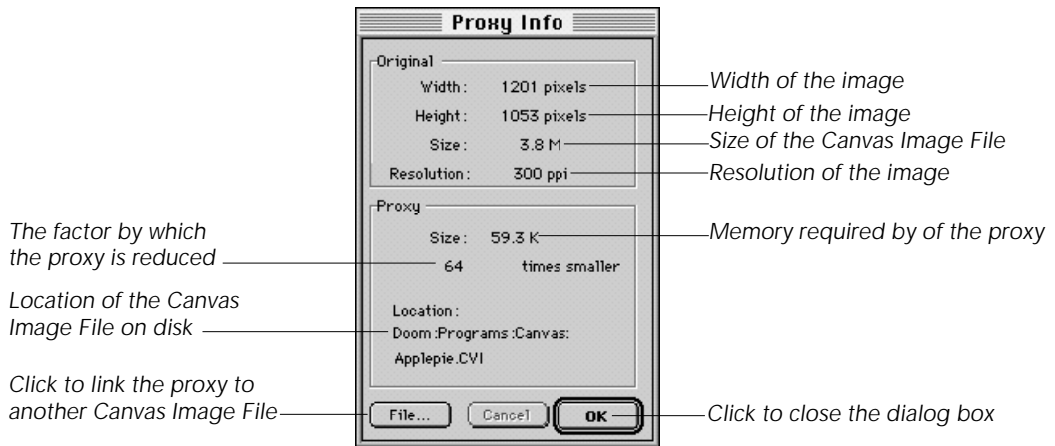 Proxy Info
Original
Width: 1201 pixels
Height: 1053 pixels
Size: 3.8 M
Resolution: 300 ppi
Width of the image
Height of the image
Size of the Canvas Image File
Resolution of the image
Proxy
Size: 59.3 K
64 times smaller
Location:
Doom:Programs:Canvas:
Applepie.CVI
Memory required by of the proxy
The factor by which
the proxy is reduced
Location of the Canvas
Image File on disk
Click to link the proxy to
another Canvas Image File
File...
Cancel
OK
Click to close the dialog box